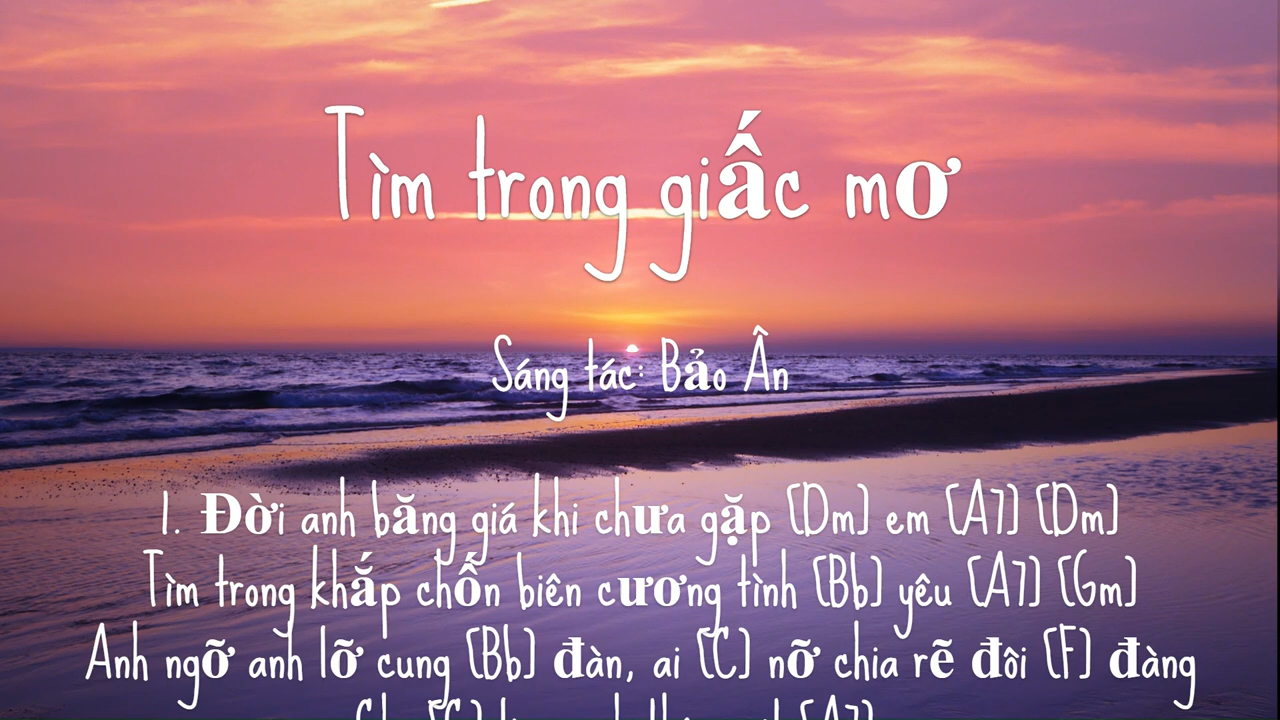 Tìm trong giấc mơ
Sáng tác: Bảo Ân
1. Đời anh băng giá khi chưa gặp [Dm] em [A7] [Dm]
Tìm trong khắp chốn biên cương tình [Bb] yêu [A7] [Gm]
Anh ngỡ anh lỡ cung [Bb] đàn, ai [C] nỡ chia rẽ đôi [F] đàng